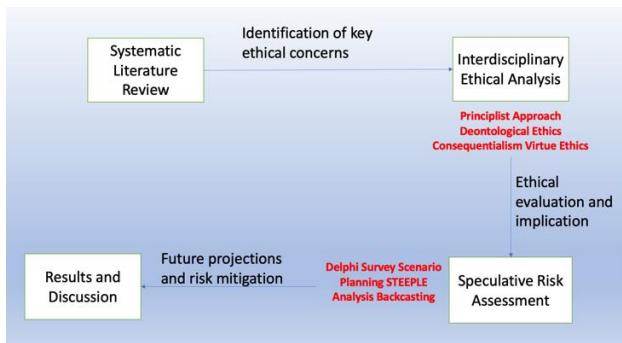 Systematic
Literature
Review
Identification of key
ethical concerns
Interdisciplinary
Ethical Analysis
Principlist Approach
Deontological Ethics
Consequentialism Virtue Ethics
Ethical
evaluation and
implication
Speculative Risk
Assessment
Delphi Survey Scenario
Planning STEEPLE
Analysis Backcasting
Future projections
and risk mitigation
Results and
Discussion